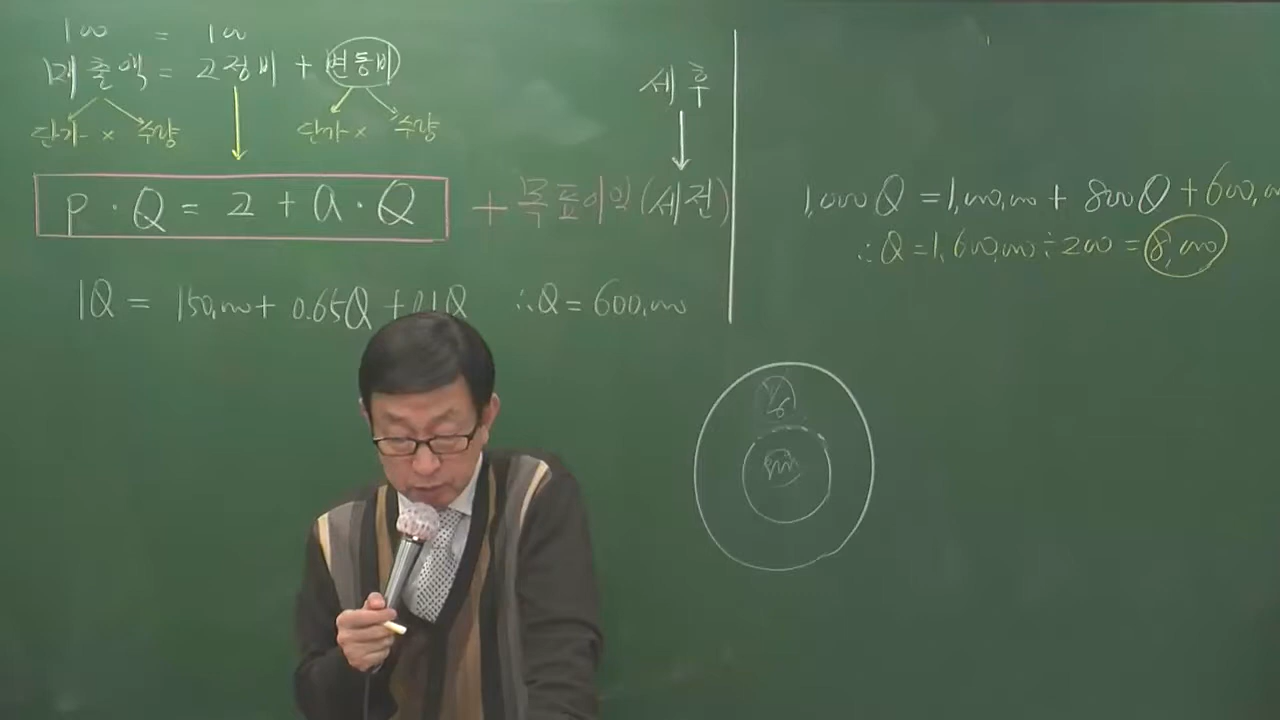 100 = 100
매출액 = 고정비 + 변동비
단가 × 수량 단가 × 수량
세후
P · Q = 고 + a · Q + 목표이익(세전)
1Q = 150,000 + 0.65Q + 0.1Q ∴Q = 600,000
1,000Q = 1,000,000 + 800Q + 600,00
∴Q = 1,600,000 ÷ 200 = 8,000